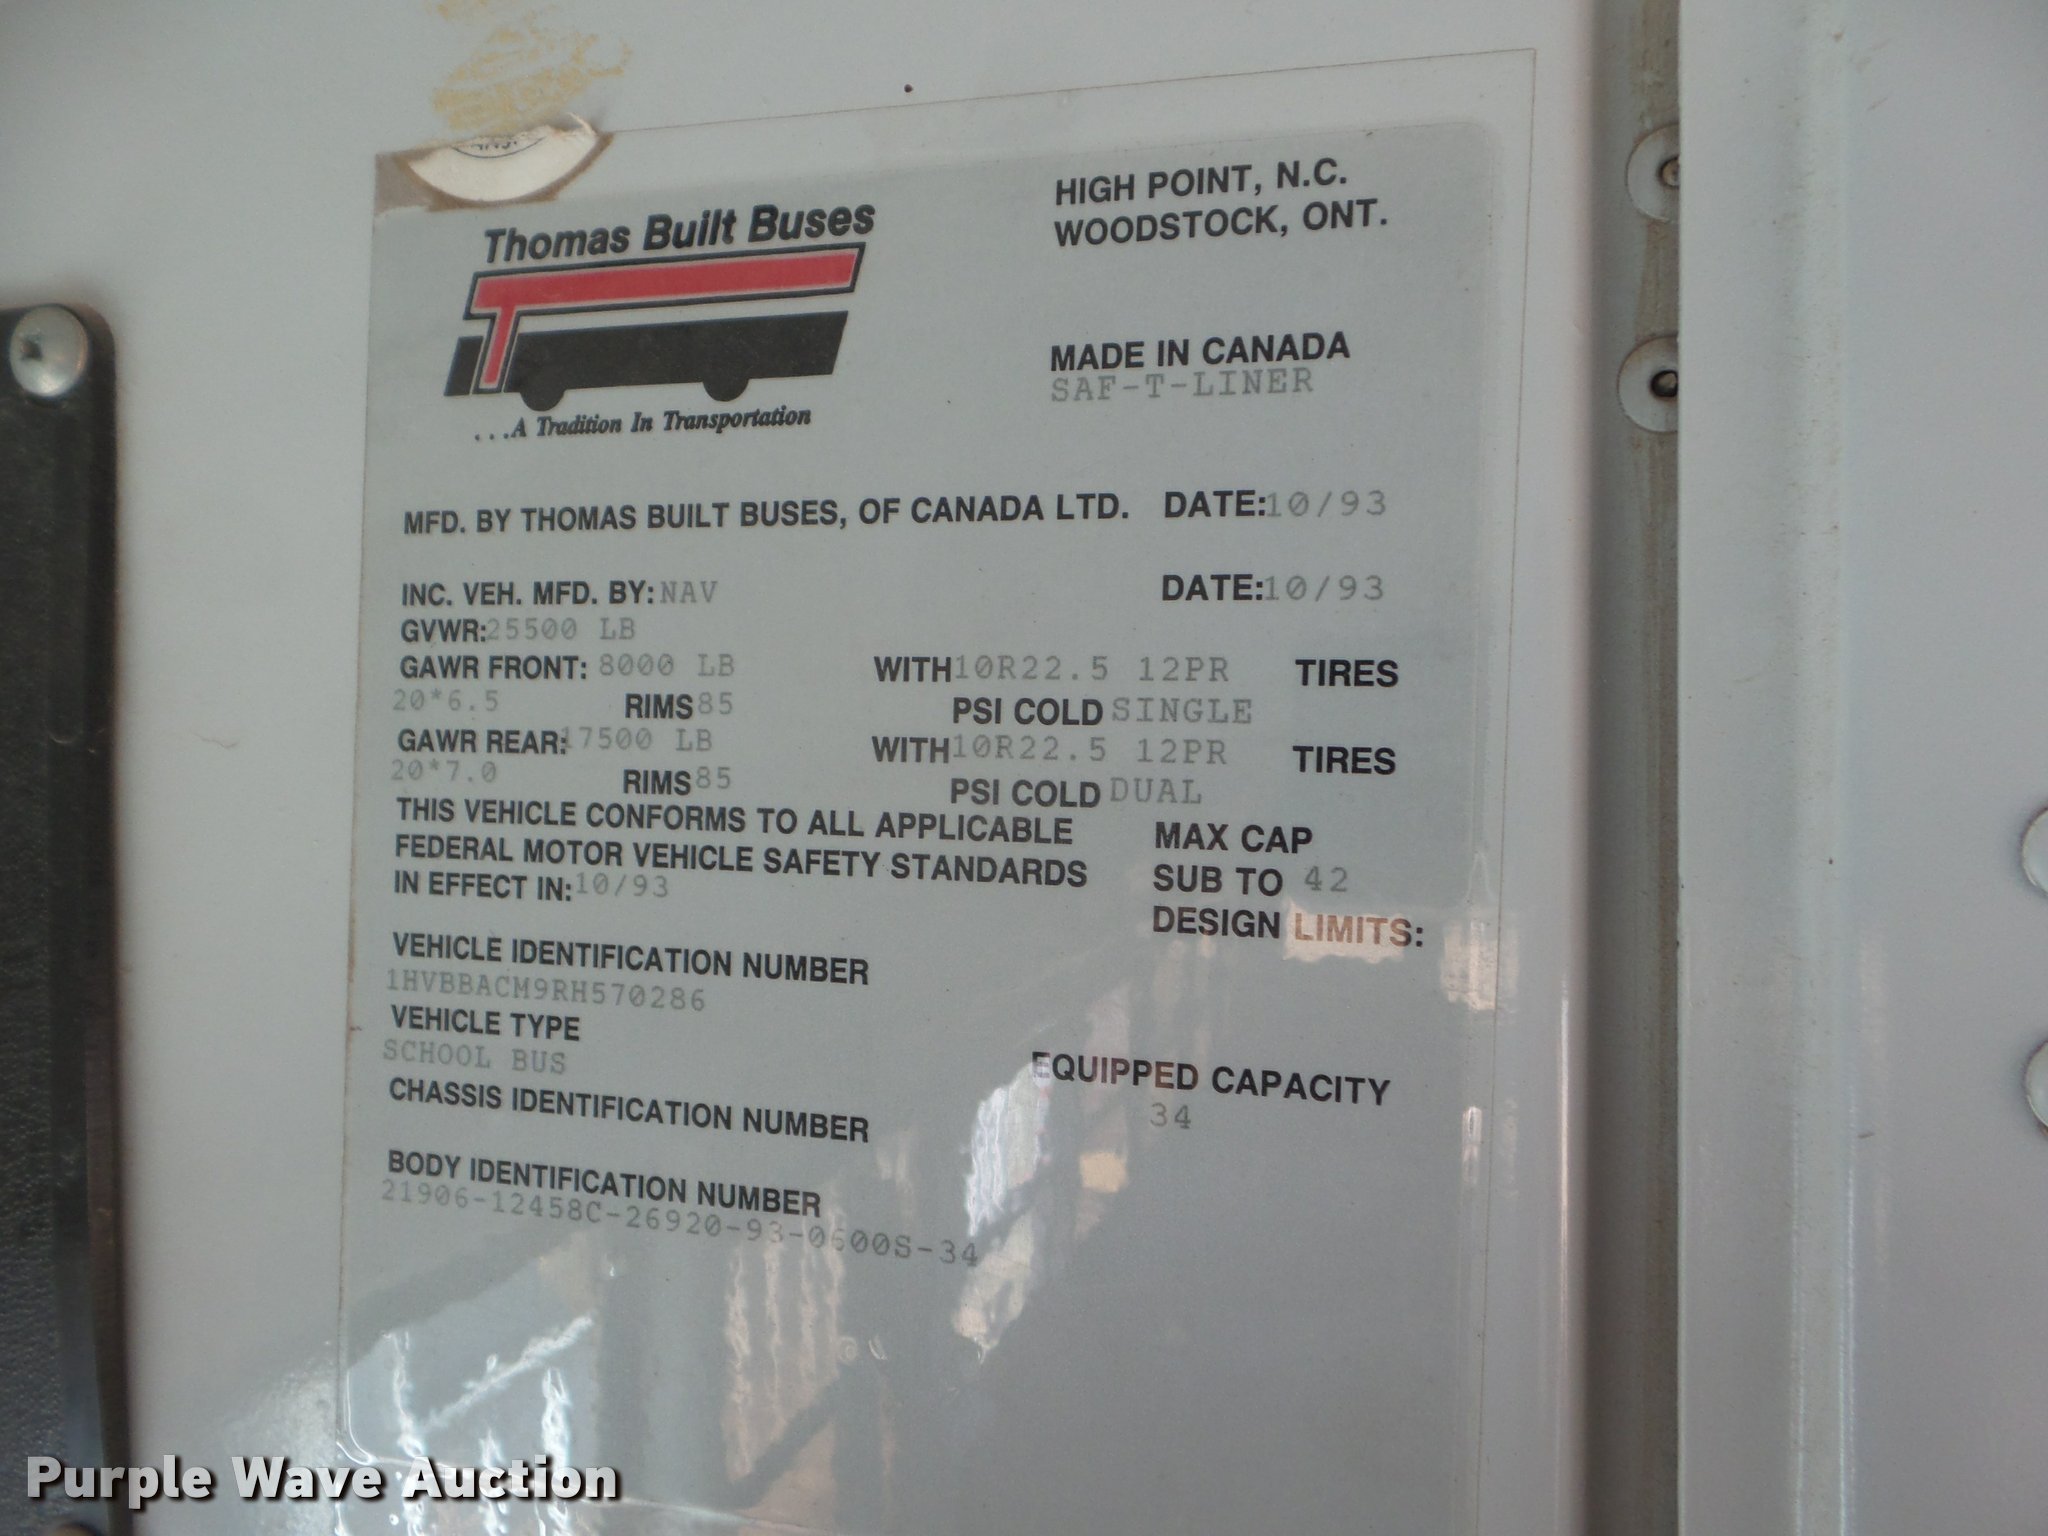 Thomas Built Buses
...A Tradition In Transportation
HIGH POINT, N.C.
WOODSTOCK, ONT.
MADE IN CANADA
SAF-T-LINER
MFD. BY THOMAS BUILT BUSES, OF CANADA LTD. DATE:10/93
INC. VEH. MFD. BY:NAV DATE:10/93
GVWR:25500 LB
GAWR FRONT: 8000 LB WITH 10R22.5 12PR TIRES
20*6.5 RIMS 85 PSI COLD SINGLE
GAWR REAR:17500 LB WITH 10R22.5 12PR TIRES
20*7.0 RIMS 85 PSI COLD DUAL
THIS VEHICLE CONFORMS TO ALL APPLICABLE
FEDERAL MOTOR VEHICLE SAFETY STANDARDS
IN EFFECT IN:10/93
MAX CAP
SUB TO 42
DESIGN LIMITS:
VEHICLE IDENTIFICATION NUMBER
1HVBBACM9RH570286
VEHICLE TYPE
SCHOOL BUS
EQUIPPED CAPACITY
34
CHASSIS IDENTIFICATION NUMBER
BODY IDENTIFICATION NUMBER
21906-12458C-26920-93-0600S-34
Purple Wave Auction